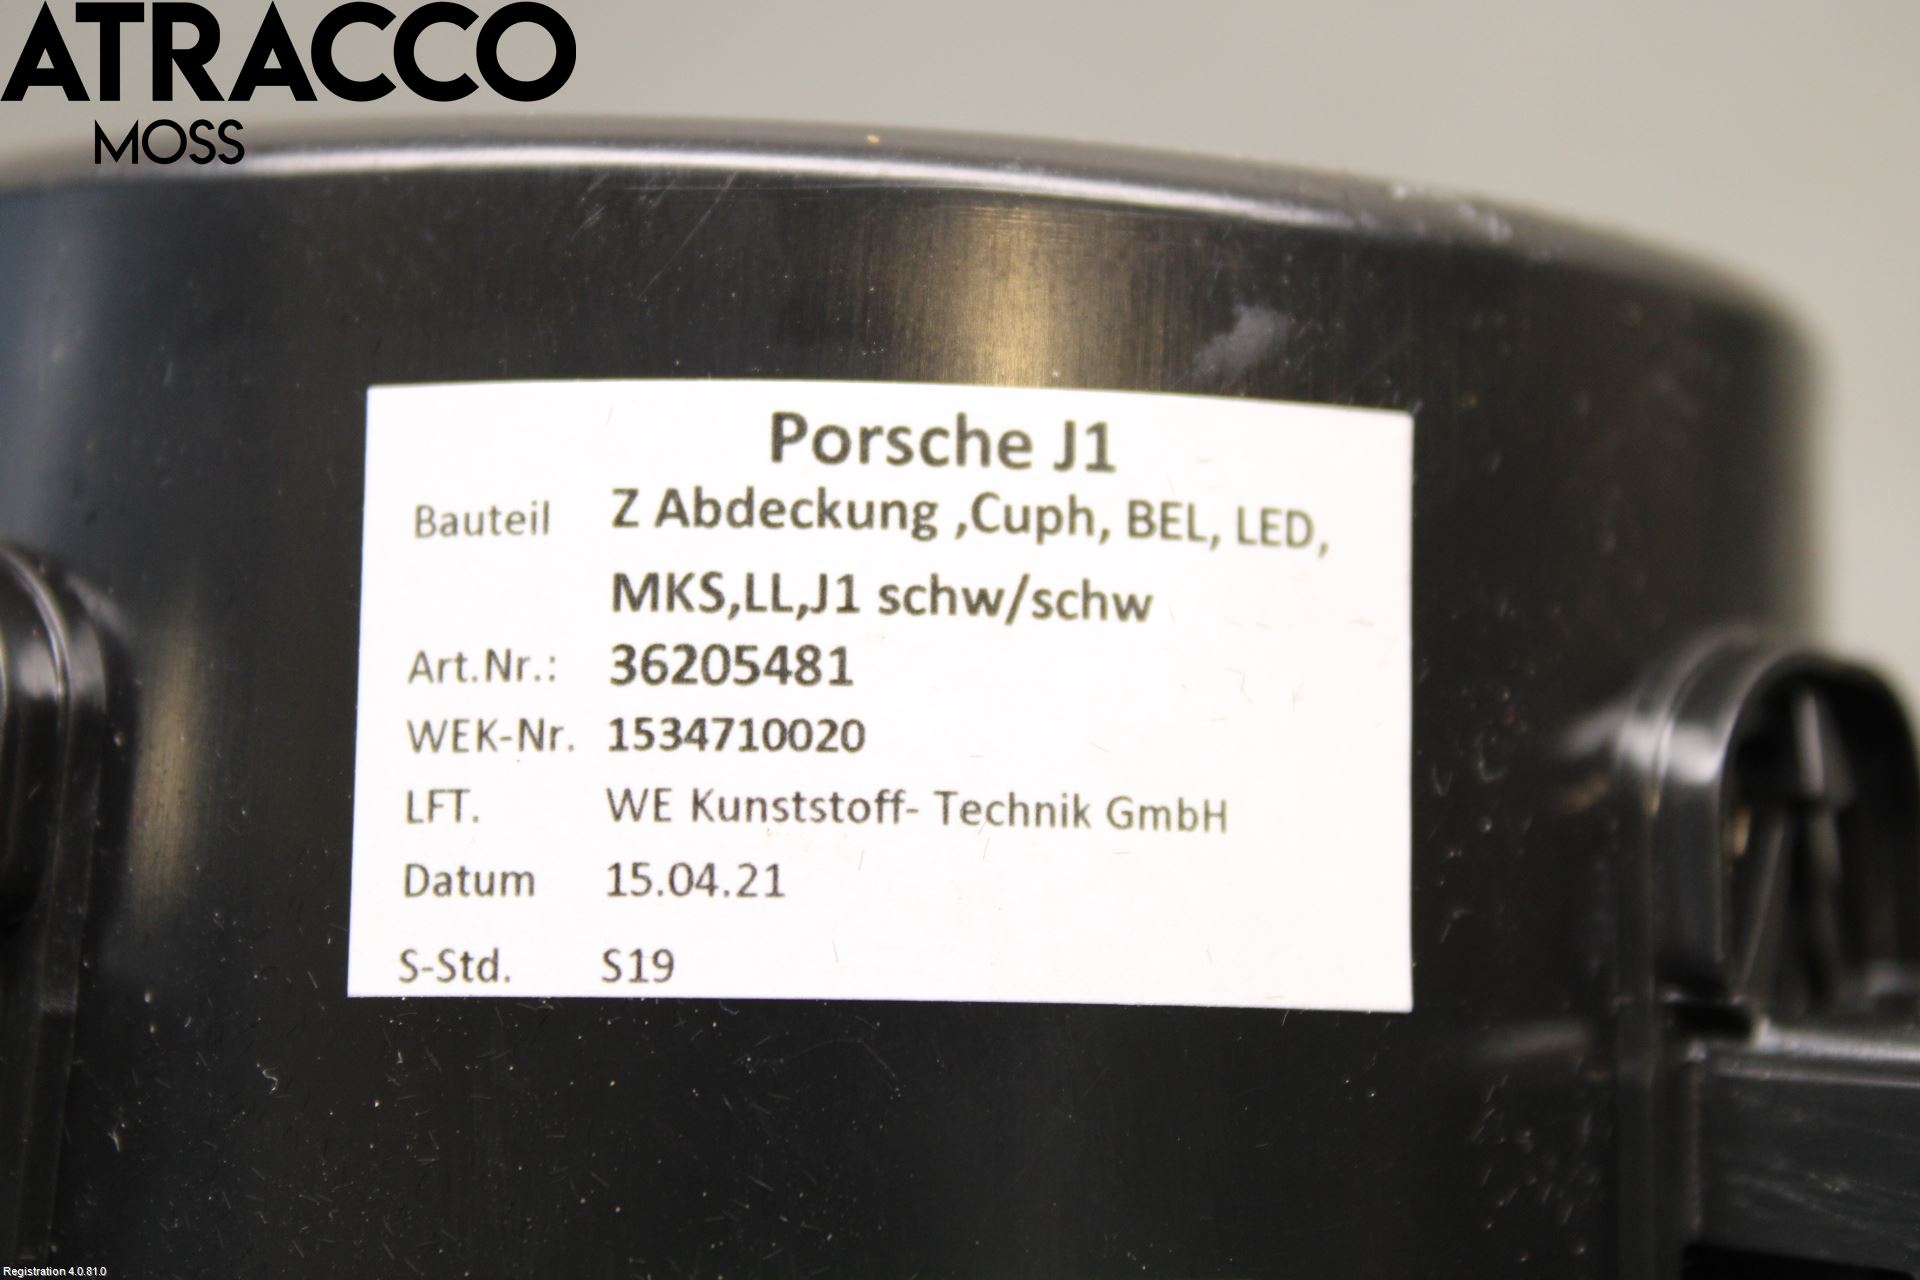 ATRACCO
MOSS
Porsche J1
Bauteil Z Abdeckung ,Cuph, BEL, LED,
MKS,LL,J1 schw/schw
Art.Nr.: 36205481
WEK-Nr. 1534710020
LFT. WE Kunststoff- Technik GmbH
Datum 15.04.21
S-Std. S19
Registration 4.0.81.0